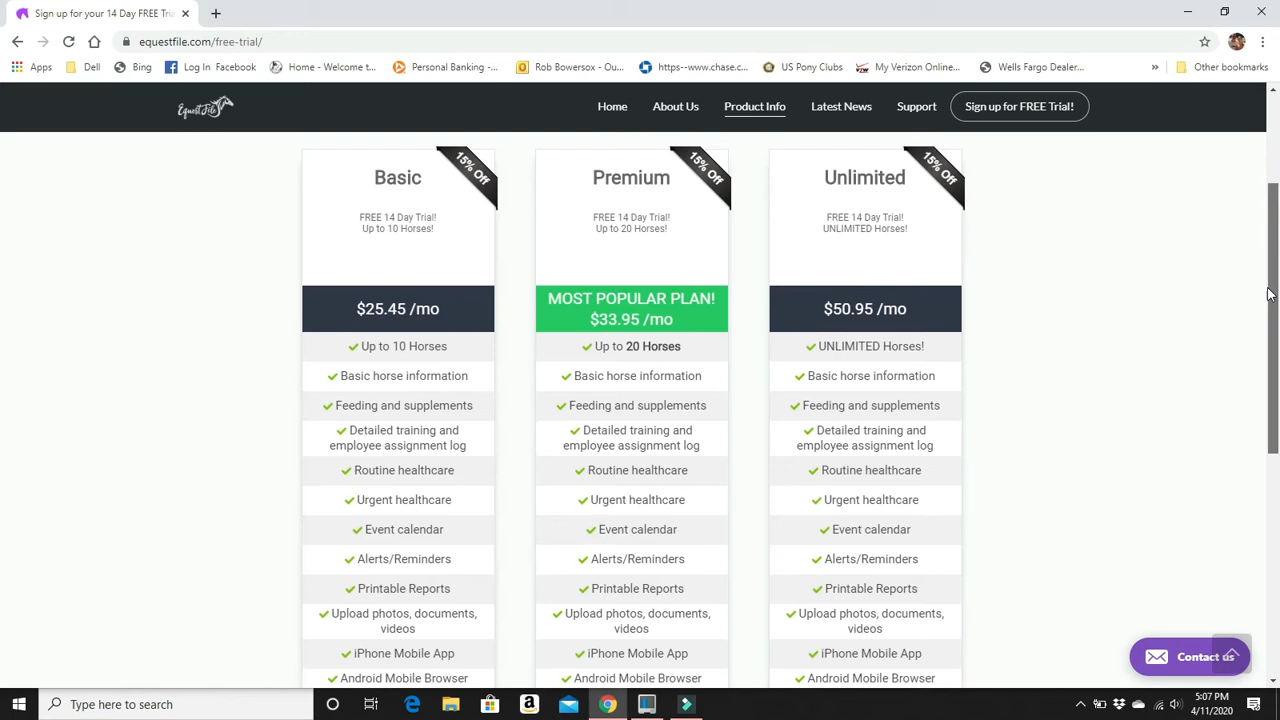 Sign up for your 14 Day FREE Tria
equestfile.com/free-trial/
Apps Dell Bing Log In Facebook Home - Welcome t... Personal Banking -... Rob Bowersox - Ou... https--www.chase.c... US Pony Clubs My Verizon Online... Wells Fargo Dealer... » Other bookmarks
EquestFile Home About Us Product Info Latest News Support Sign up for FREE Trial!
15% Off 15% Off 15% Off
Basic Premium Unlimited
FREE 14 Day Trial! FREE 14 Day Trial! FREE 14 Day Trial!
Up to 10 Horses! Up to 20 Horses! UNLIMITED Horses!
MOST POPULAR PLAN!
$25.45 /mo $33.95 /mo $50.95 /mo
Up to 10 Horses Up to 20 Horses UNLIMITED Horses!
Basic horse information Basic horse information Basic horse information
Feeding and supplements Feeding and supplements Feeding and supplements
Detailed training and Detailed training and Detailed training and
employee assignment log employee assignment log employee assignment log
Routine healthcare Routine healthcare Routine healthcare
Urgent healthcare Urgent healthcare Urgent healthcare
Event calendar Event calendar Event calendar
Alerts/Reminders Alerts/Reminders Alerts/Reminders
Printable Reports Printable Reports Printable Reports
Upload photos, documents, Upload photos, documents, Upload photos, documents,
videos videos videos
iPhone Mobile App iPhone Mobile App iPhone Mobile App
Android Mobile Browser Android Mobile Browser Android Mobile Browser
Contact us
Type here to search
5:07 PM
4/11/2020